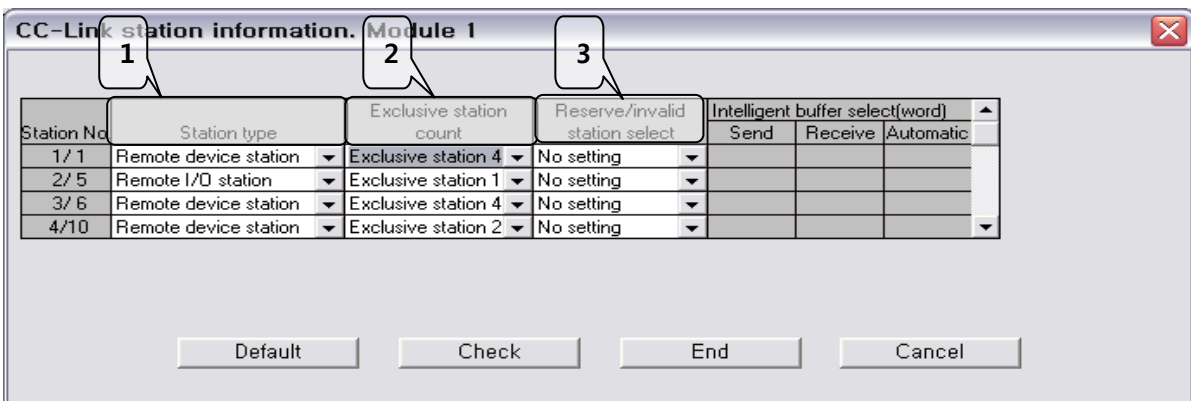 CC-Link station information. Module 1
1 2 3
Station No Station type Exclusive station count Reserve/invalid station select Intelligent buffer select(word)
Send Receive Automatic
1/ 1 Remote device station Exclusive station 4 No setting
2/ 5 Remote I/O station Exclusive station 1 No setting
3/ 6 Remote device station Exclusive station 4 No setting
4/10 Remote device station Exclusive station 2 No setting
Default Check End Cancel